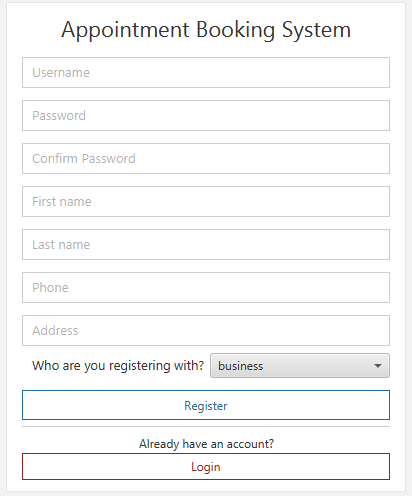 Appointment Booking System
Username
Password
Confirm Password
First name
Last name
Phone
Address
Who are you registering with? business
Register
Already have an account?
Login